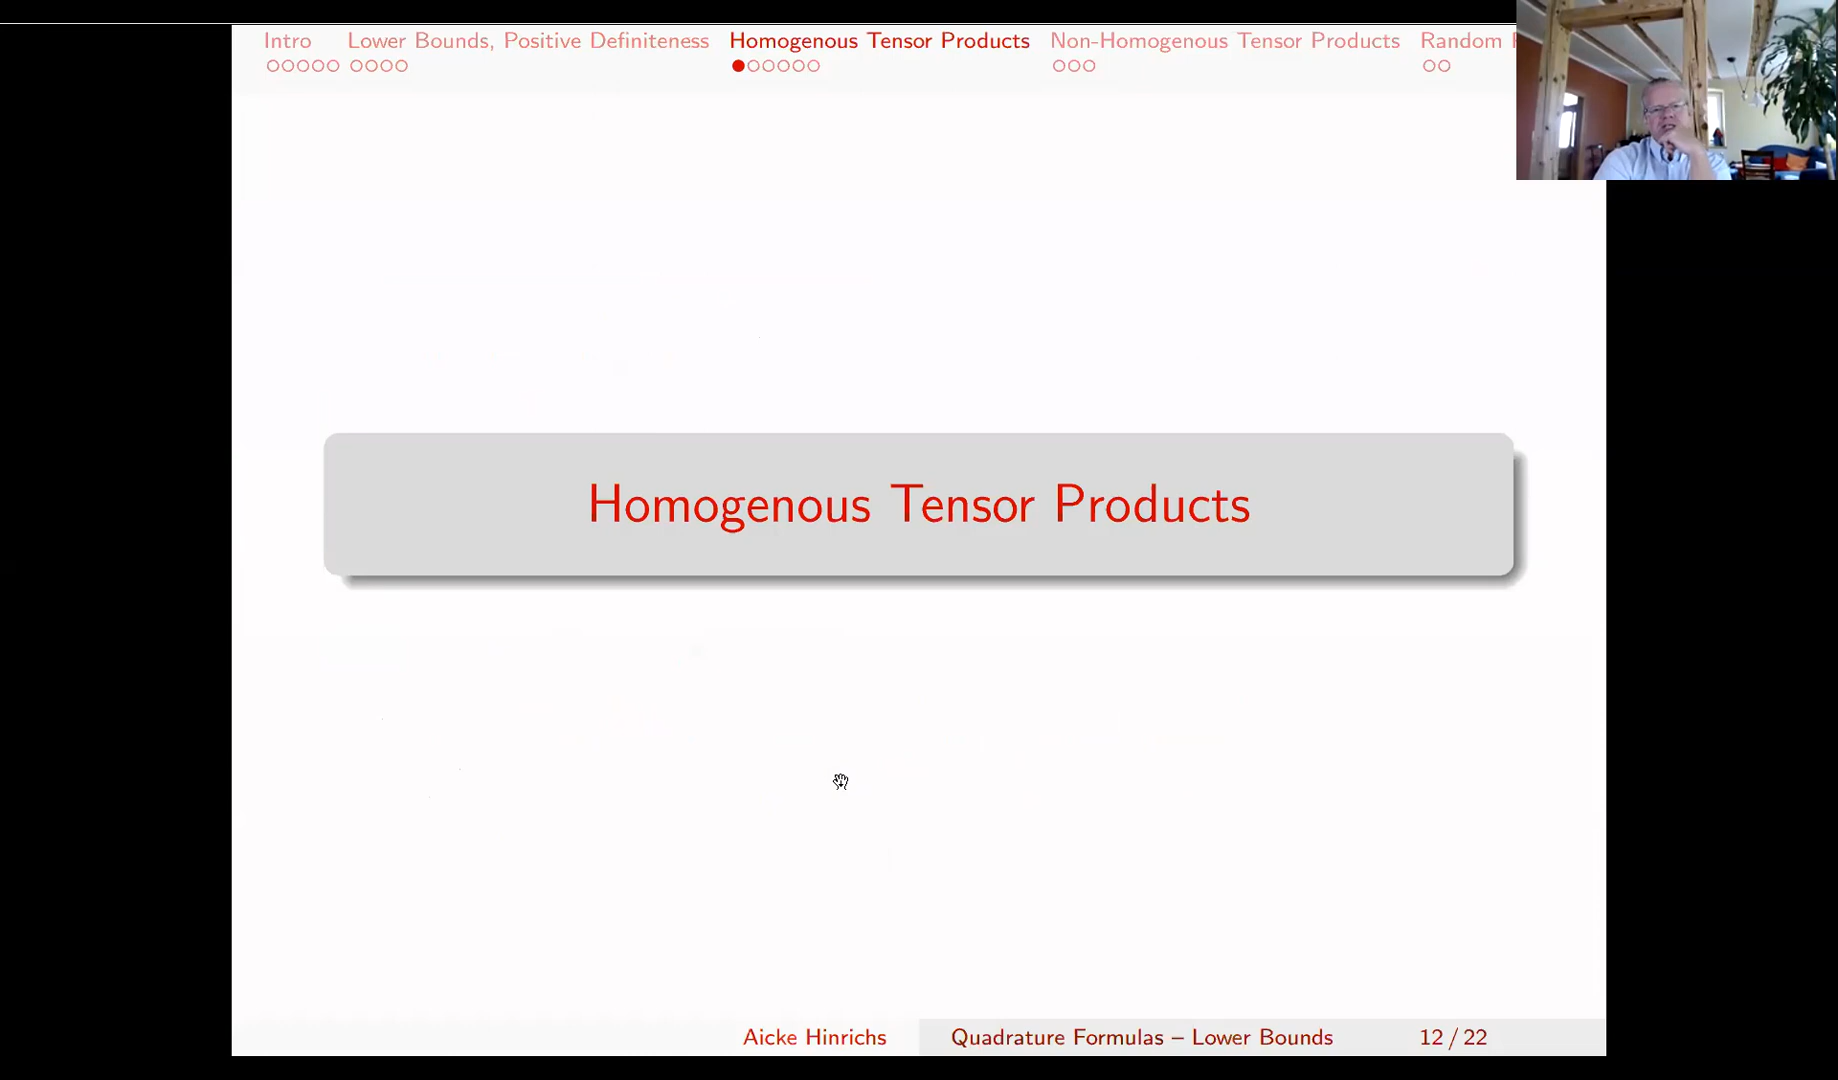 Intro Lower Bounds, Positive Definiteness Homogenous Tensor Products Non-Homogenous Tensor Products Random
Homogenous Tensor Products
Aicke Hinrichs Quadrature Formulas – Lower Bounds 12 / 22